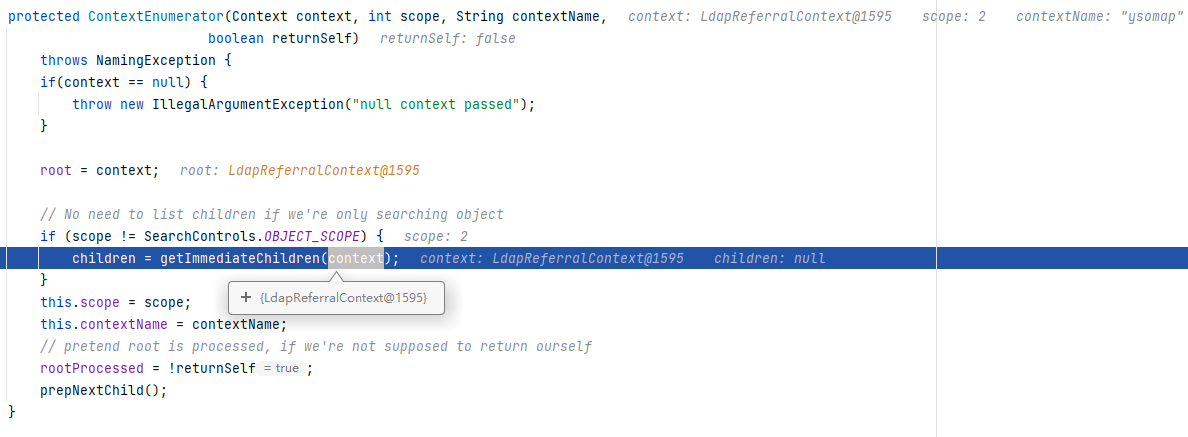 protected ContextEnumerator(Context context, int scope, String contextName,   context: LdapReferralContext@1595   scope: 2   contextName: "ysomap"
                         boolean returnSelf)   returnSelf: false
    throws NamingException {
    if(context == null) {
        throw new IllegalArgumentException("null context passed");
    }
    root = context;   root: LdapReferralContext@1595
    // No need to list children if we're only searching object
    if (scope != SearchControls.OBJECT_SCOPE) {   scope: 2
        children = getImmediateChildren(context);   context: LdapReferralContext@1595   children: null
    }
    this.scope = scope;
+ {LdapReferralContext@1595}
    this.contextName = contextName;
    // pretend root is processed, if we're not supposed to return ourself
    rootProcessed = !returnSelf = true ;
    prepNextChild();
}